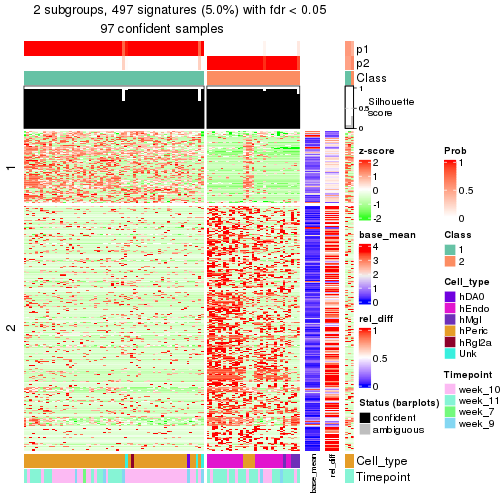 2 subgroups, 497 signatures (5.0%) with fdr < 0.05
97 confident samples
p1
p2
Class
1
0.5
0
Silhouette
score
1
2
z-score
2
1
0
-1
-2
base_mean
4
3
2
1
0
rel_diff
1
0.5
0
Status (barplots)
confident
ambiguous
Prob
1
0.5
0
Class
1
2
Cell_type
hDA0
hEndo
hMgl
hPeric
hRgl2a
Unk
Timepoint
week_10
week_11
week_7
week_9
Cell_type
Timepoint
base_mean
rel_diff